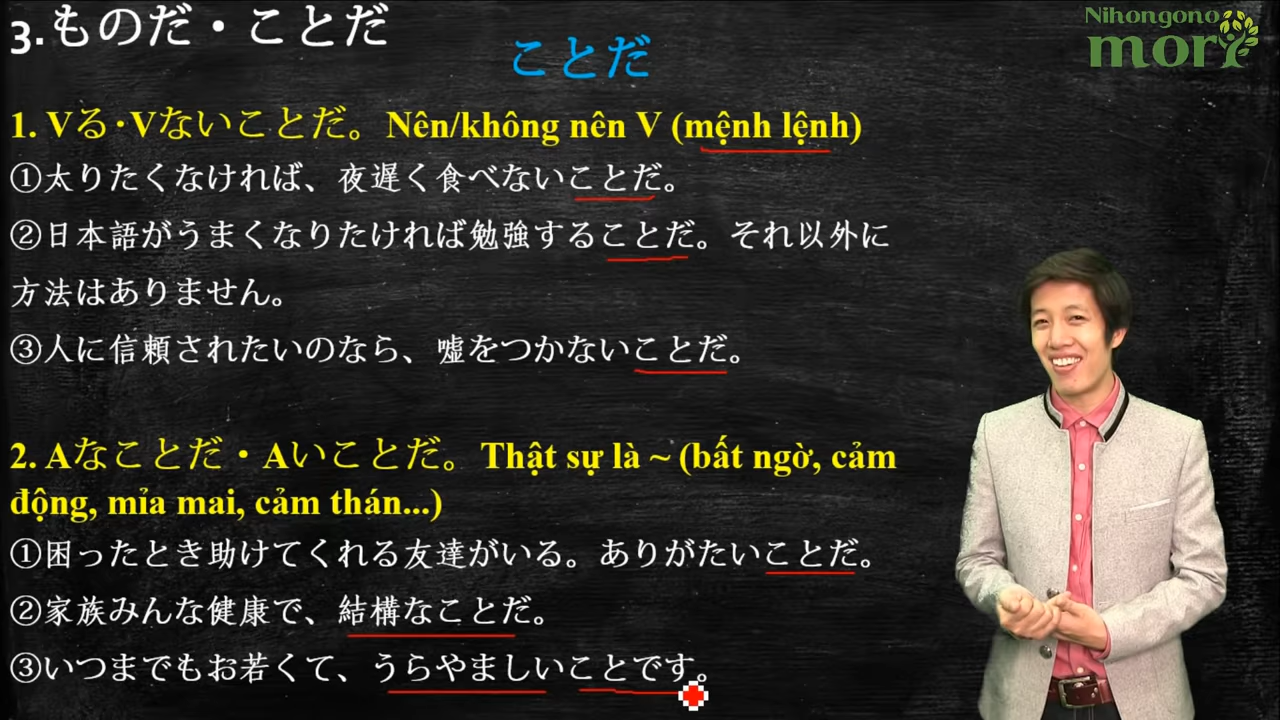 3.ものだ・ことだ
ことだ
Nihongono
mori
1. Vる・Vないことだ。Nên/không nên V (mệnh lệnh)
①太りたくなければ、夜遅く食べないことだ。
②日本語がうまくなりたければ勉強することだ。それ以外に
方法はありません。
③人に信頼されたいのなら、嘘をつかないことだ。
2. Aなことだ・Aいことだ。Thật sự là ~ (bất ngờ, cảm
động, mỉa mai, cảm thán...)
①困ったとき助けてくれる友達がいる。ありがたいことだ。
②家族みんな健康で、結構なことだ。
③いつまでもお若くて、うらやましいことです。